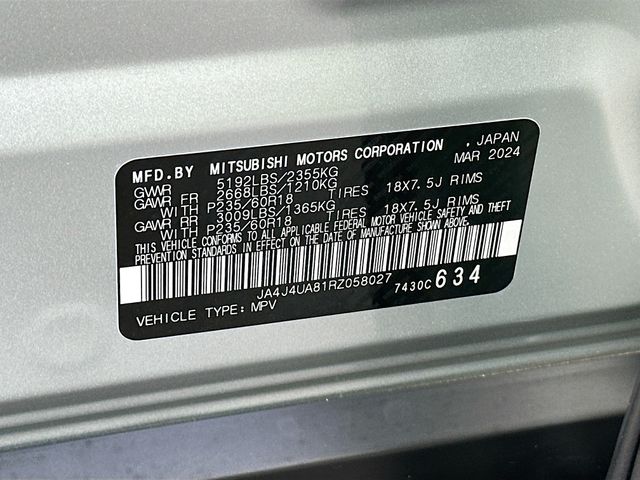 MFD.BY MITSUBISHI MOTORS CORPORATION , JAPAN
GVWR 5192LBS/2355KG MAR 2024
GAWR FR 2668LBS/1210KG
WITH P235/60R18 TIRES 18X7.5J RIMS
GAWR RR 3009LBS/1365KG
WITH P235/60R18 TIRES 18X7.5J RIMS
THIS VEHICLE CONFORMS TO ALL APPLICABLE FEDERAL MOTOR VEHICLE SAFETY AND THEFT
PREVENTION STANDARDS IN EFFECT ON THE DATE OF MANUFACTURE SHOWN ABOVE.
JA4J4UA81RZ058027 7430C 634
VEHICLE TYPE: MPV